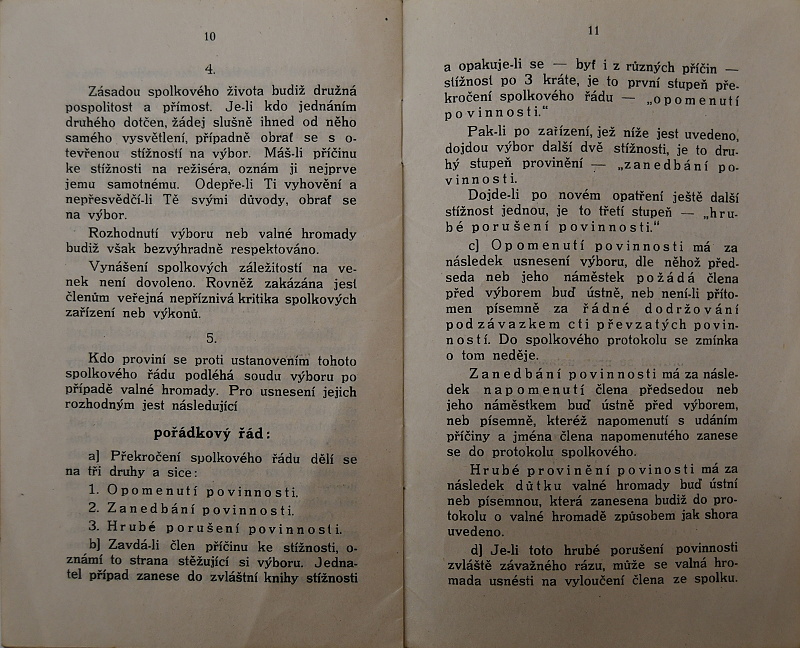 10
4.
Zásadou spolkového života budiž družná
pospolitost a přímost. Je-li kdo jednáním
druhého dotčen, žádej slušně ihned od něho
samého vysvětlení, případně obrať se s o-
tevřenou stížností na výbor. Máš-li příčinu
ke stížnosti na režiséra, oznám ji nejprve
jemu samotnému. Odepře-li Ti vyhovění a
nepřesvědčí-li Tě svými důvody, obrať se
na výbor.
Rozhodnutí výboru neb valné hromady
budiž však bezvýhradně respektováno.
Vynášení spolkových záležitostí na ve-
nek není dovoleno. Rovněž zakázána jest
členům veřejná nepříznivá kritika spolkových
zařízení neb výkonů.
5.
Kdo proviní se proti ustanovením tohoto
spolkového řádu podléhá soudu výboru po
případě valné hromady. Pro usnesení jejich
rozhodným jest následující
pořádkový řád:
a] Překročení spolkového řádu dělí se
na tři druhy a sice:
1. Opomenutí povinnosti.
2. Zanedbání povinnosti.
3. Hrubé porušení povinnosti.
b] Zavdá-li člen příčinu ke stížnosti, o-
známí to strana stěžující si výboru. Jedna-
tel případ zanese do zvláštní knihy stížností
11
a opakuje-li se — byť i z různých příčin —
stížnost po 3 kráte, je to první stupeň pře-
kročení spolkového řádu — „opomenutí
povinnosti.“
Pak-li po zařízení, jež níže jest uvedeno,
dojdou výbor další dvě stížnosti, je to dru-
hý stupeň provinění — „zanedbání po-
vinnosti.
Dojde-li po novém opatření ještě další
stížnost jednou, je to třetí stupeň — „hru-
bé porušení povinnosti.“
c] Opomenutí povinnosti má za
následek usnesení výboru, dle něhož před-
seda neb jeho náměstek požádá člena
před výborem buď ústně, neb není-li příto-
men písemně za řádné dodržování
pod závazkem cti převzatých povin-
ností. Do spolkového protokolu se zmínka
o tom neděje.
Zanedbání povinnosti má za násle-
dek napomenutí člena předsedou neb
jeho náměstkem buď ústně před výborem,
neb písemně, kteréž napomenutí s udáním
příčiny a jména člena napomenutého zanese
se do protokolu spolkového.
Hrubé provinění povinosti má za
následek důtku valné hromady buď ústní
neb písemnou, která zanesena budiž do pro-
tokolu o valné hromadě způsobem jak shora
uvedeno.
d] Je-li toto hrubé porušení povinnosti
zvláště závažného rázu, může se valná hro-
mada usnésti na vyloučení člena ze spolku.